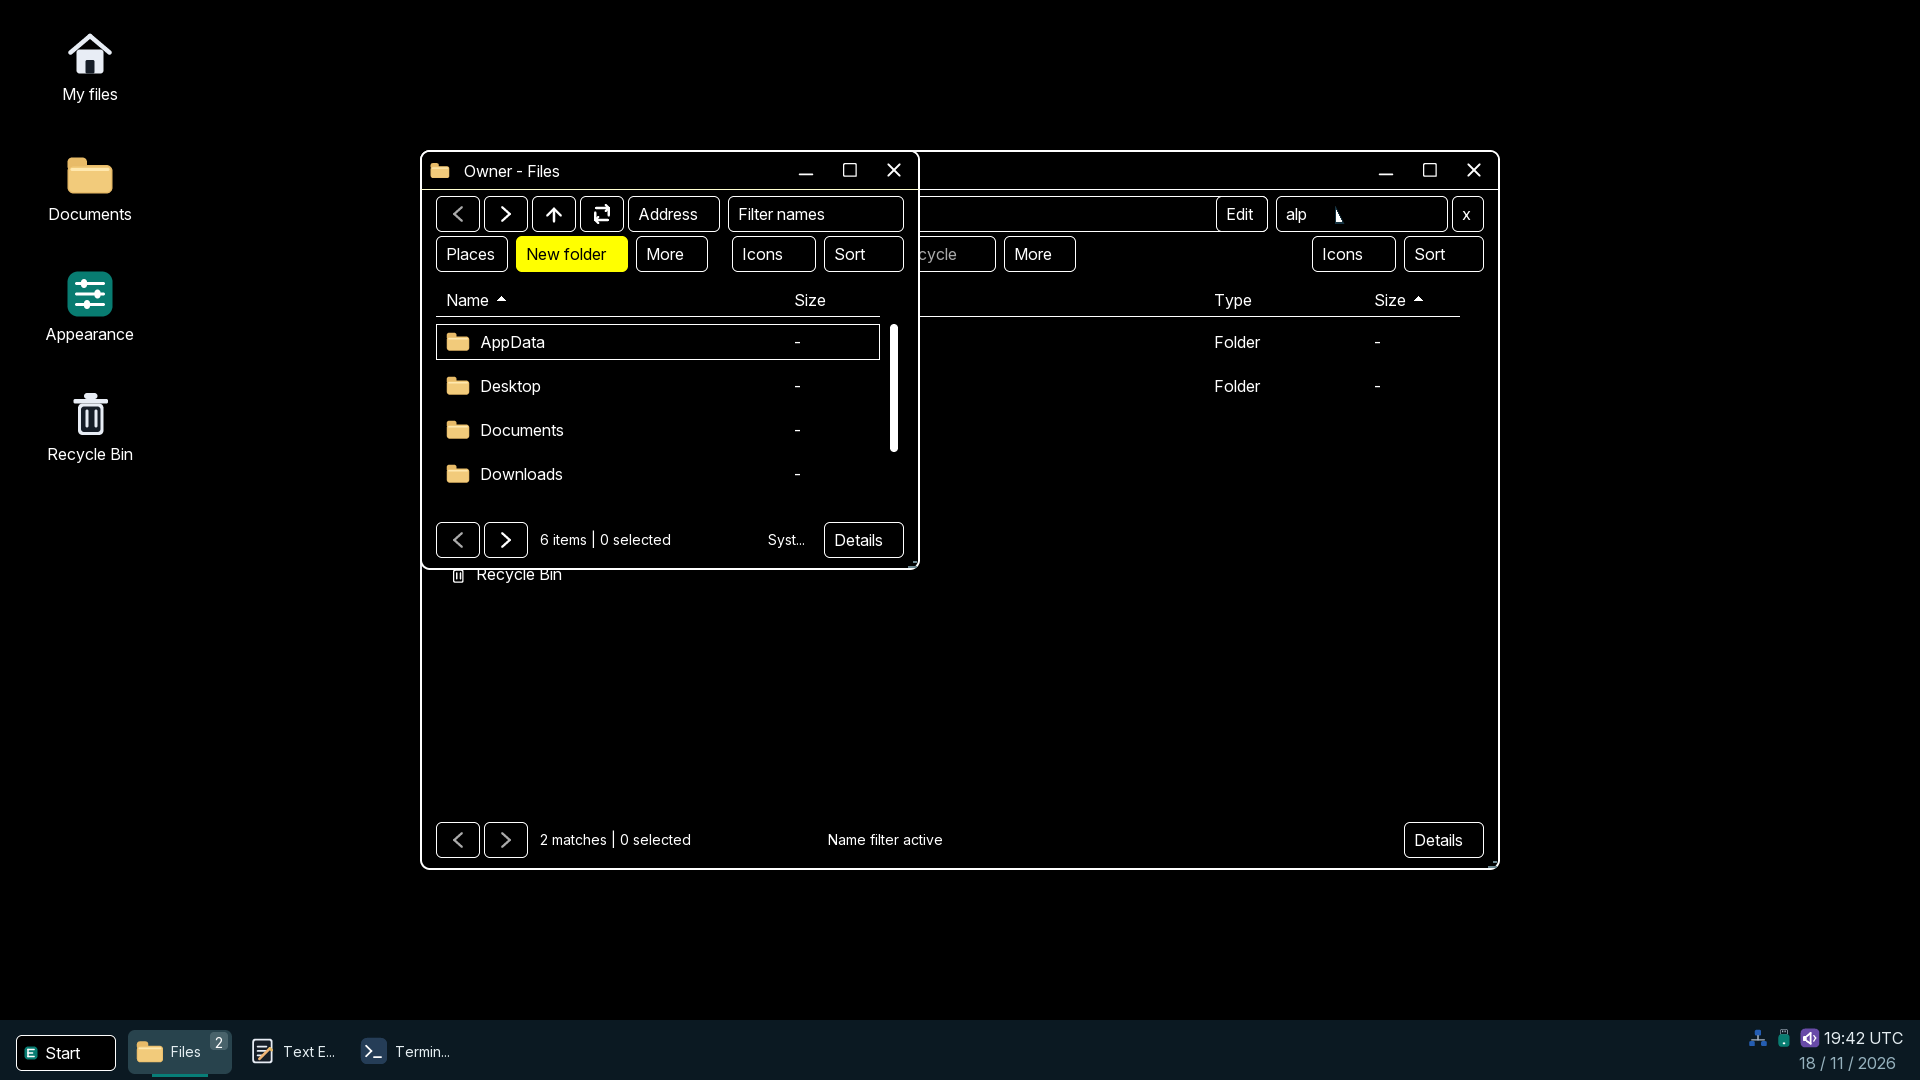 My files
Documents
Appearance
Recycle Bin
Owner - Files
Address
Filter names
Edit
alp
x
Places
New folder
More
Icons
Sort
cycle
More
Icons
Sort
Name
Size
Type
Size
AppData
-
Folder
-
Desktop
-
Folder
-
Documents
-
Downloads
-
6 items | 0 selected
Syst...
Details
Recycle Bin
2 matches | 0 selected
Name filter active
Details
Start
Files
2
Text E...
Termin...
19:42 UTC
18 / 11 / 2026